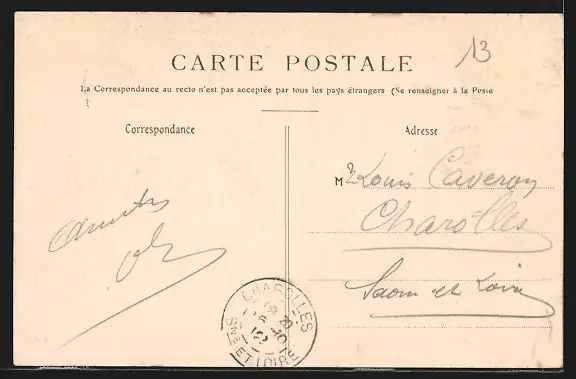 13
CARTE POSTALE
La Correspondance au recto n'est pas acceptée par tous les pays étrangers (Se renseigner à la Poste
Correspondance
Adresse
Mr Louis Caveron
Charolles
Saone et Loire
CHAROLLES
Sne ET LOIRE